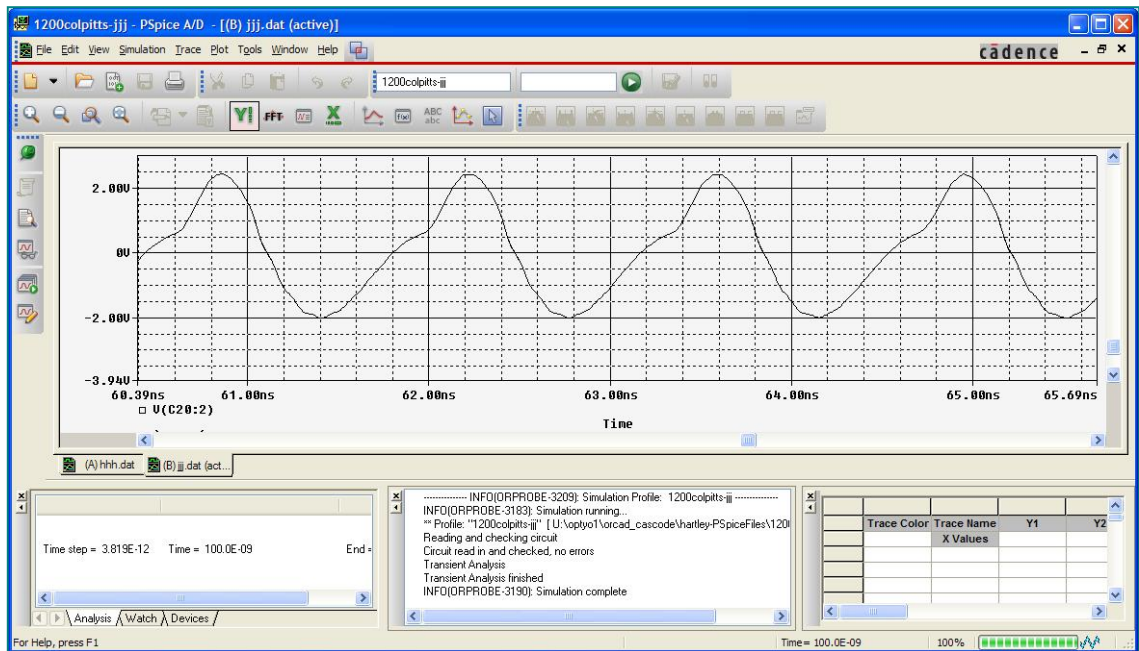 1200colpitts-jjj - PSpice A/D - [(B) jjj.dat (active)]
File Edit View Simulation Trace Plot Tools Window Help
cādence
1200colpitts-jjj
FFT
f(x)
ABC
abc
2.00V
0V
-2.00V
-3.94V
60.39ns 61.00ns 62.00ns 63.00ns 64.00ns 65.00ns 65.69ns
V(C20:2)
Time
(A) hhh.dat (B) jjj.dat (act...
Time step = 3.819E-12 Time = 100.0E-09 End =
Analysis Watch Devices
-------------- INFO(ORPROBE-3209): Simulation Profile: 1200colpitts-jjj ---------------
INFO(ORPROBE-3183): Simulation running...
** Profile: "1200colpitts-jjj" [ U:\optyo1\orcad_cascode\hartley-PSpiceFiles\120
Reading and checking circuit
Circuit read in and checked, no errors
Transient Analysis
Transient Analysis finished
INFO(ORPROBE-3190): Simulation complete
Trace Color Trace Name Y1 Y2
X Values
For Help, press F1
Time= 100.0E-09 100%